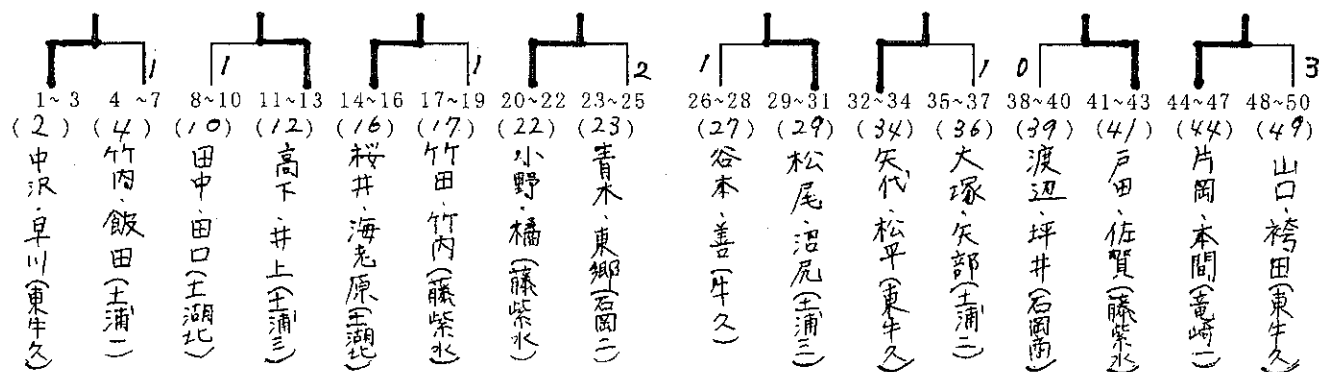 1 1 1 2 1 1 0 3
1~3 4~7 8~10 11~13 14~16 17~19 20~22 23~25 26~28 29~31 32~34 35~37 38~40 41~43 44~47 48~50
(2) (4) (10) (12) (16) (17) (22) (23) (27) (29) (34) (36) (39) (41) (44) (49)
中沢・早川(東牛久)
竹内・飯田(土浦一)
田中・田口(土湖北)
高下・井上(土浦三)
桜井・海老原(土湖北)
竹田・竹内(藤紫水)
小野・橘(藤紫水)
青木・東郷(石岡二)
谷本・善(牛久)
松尾・沼尻(土浦三)
矢代・松平(東牛久)
大塚・矢部(土浦二)
渡辺・坪井(石岡商)
戸田・佐賀(藤紫水)
片岡・本間(竜崎一)
山口・袴田(東牛久)